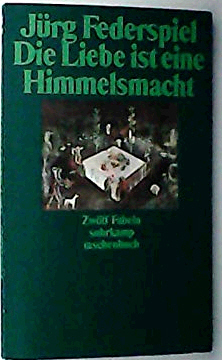 Jürg Federspiel
Die Liebe ist eine
Himmelsmacht
Zwölf Fabeln
suhrkamp
taschenbuch